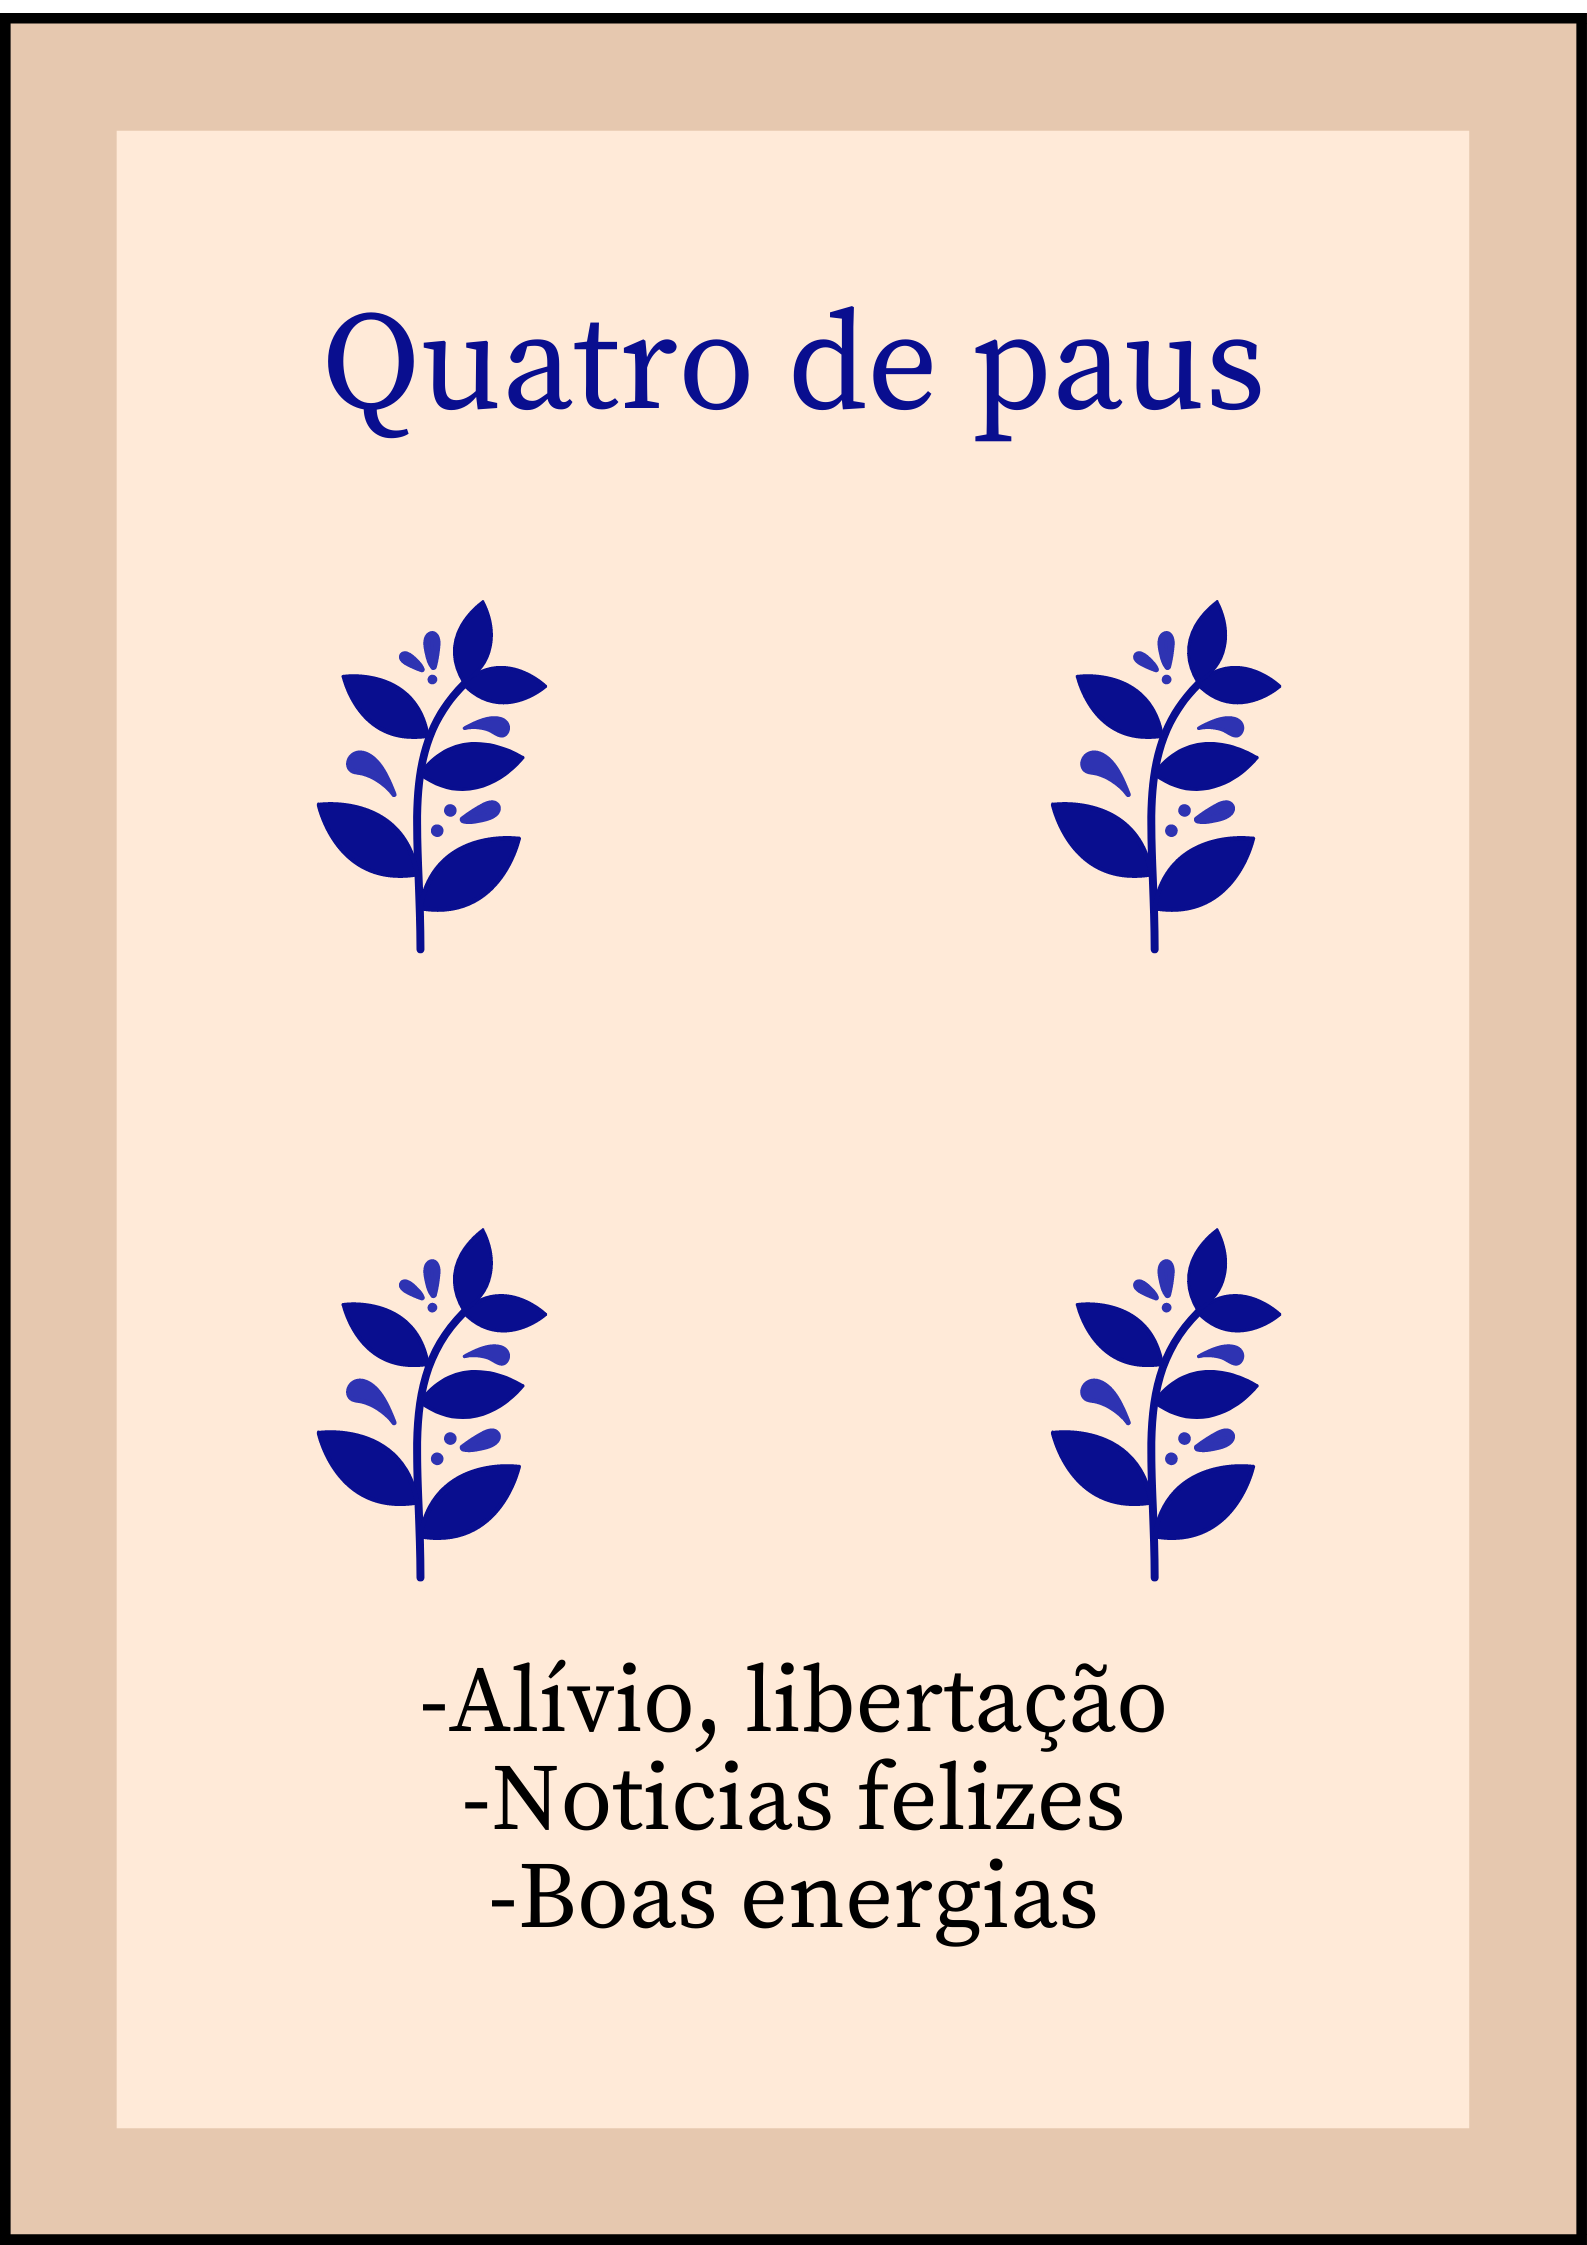 Quatro de paus
-Alívio, libertação
-Noticias felizes
-Boas energias